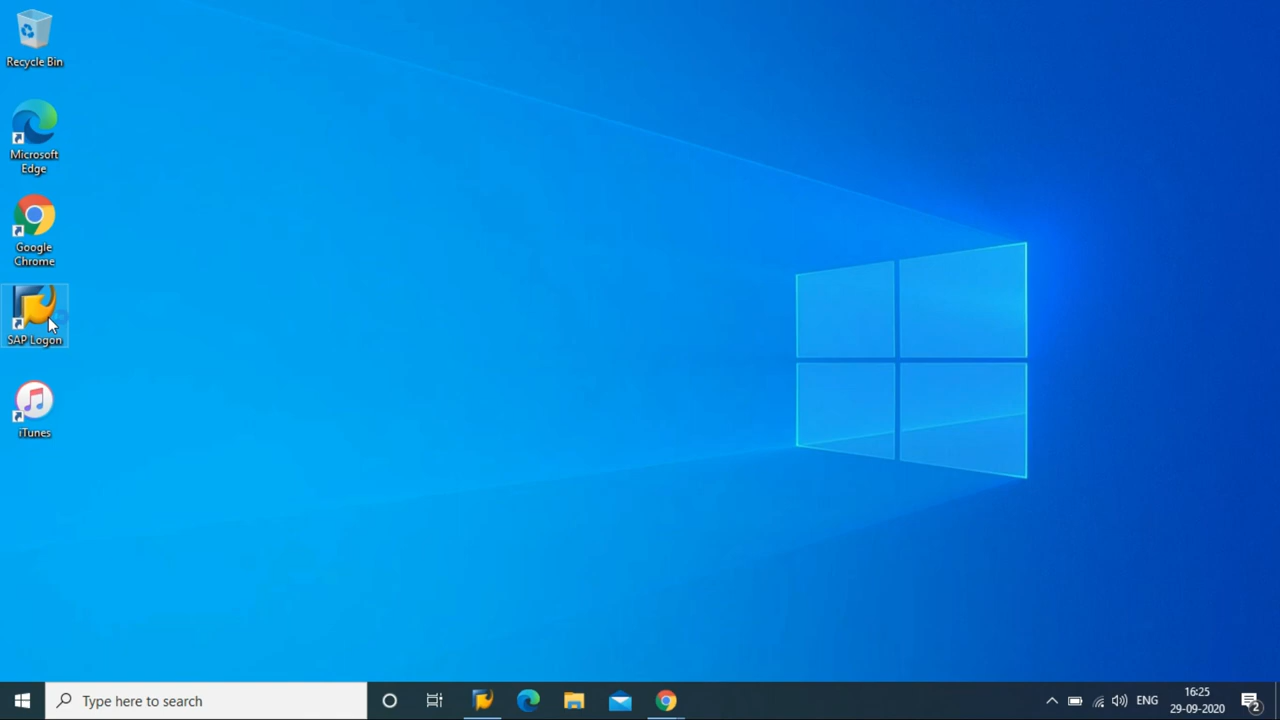 Recycle Bin
Microsoft
Edge
Google
Chrome
SAP Logon
iTunes
Type here to search
ENG
16:25
29-09-2020
2